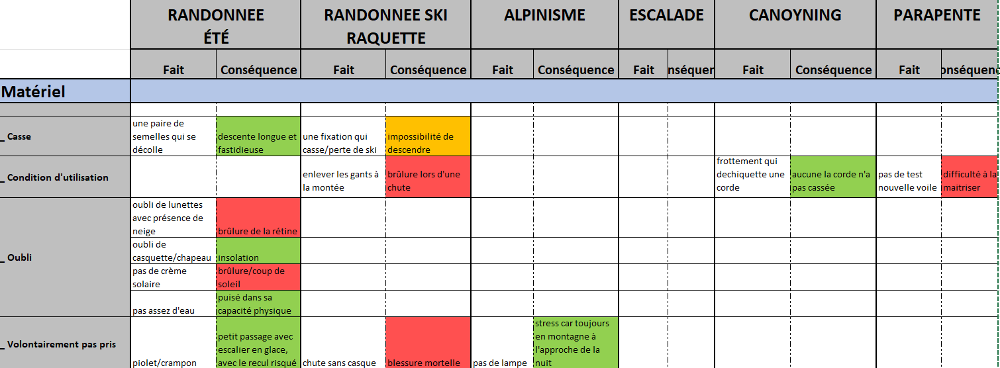 RANDONNEE
ÉTÉ
RANDONNEE SKI
RAQUETTE
ALPINISME
ESCALADE
CANOYNING
PARAPENTE
Fait
Conséquence
Fait
Conséquence
Fait
Conséquence
Fait
nséquen
Fait
Conséquence
Fait
onséquenc
Matériel
_ Casse
une paire de
semelles qui se
décolle
descente longue et
fastidieuse
une fixation qui
casse/perte de ski
impossibilité de
descendre
_ Condition d'utilisation
enlever les gants à
la montée
brûlure lors d'une
chute
frottement qui
dechiquette une
corde
aucune la corde n'a
pas cassée
pas de test
nouvelle voile
difficulté à la
maitriser
_ Oubli
oubli de lunettes
avec présence de
neige
brûlure de la rétine
oubli de
casquette/chapeau
insolation
pas de crème
solaire
brûlure/coup de
soleil
pas assez d'eau
puisé dans sa
capacité physique
_ Volontairement pas pris
piolet/crampon
petit passage avec
escalier en glace,
avec le recul risqué
chute sans casque
blessure mortelle
pas de lampe
stress car toujours
en montagne à
l'approche de la
nuit